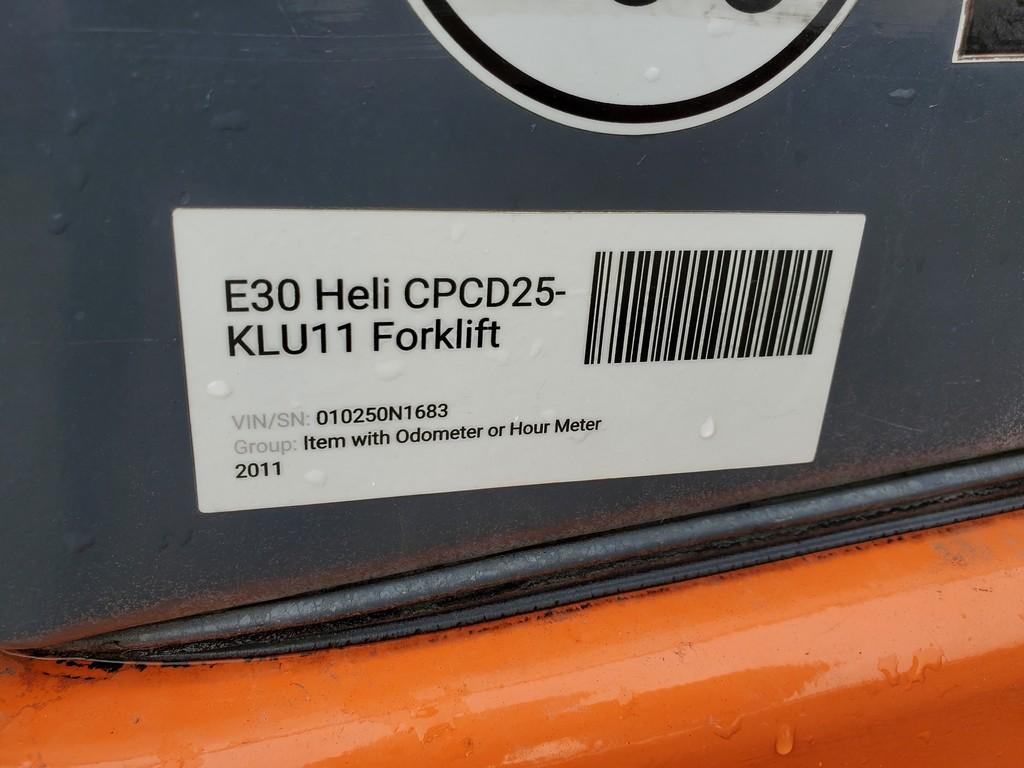 E30 Heli CPCD25-
KLU11 Forklift
VIN/SN: 010250N1683
Group: Item with Odometer or Hour Meter
2011